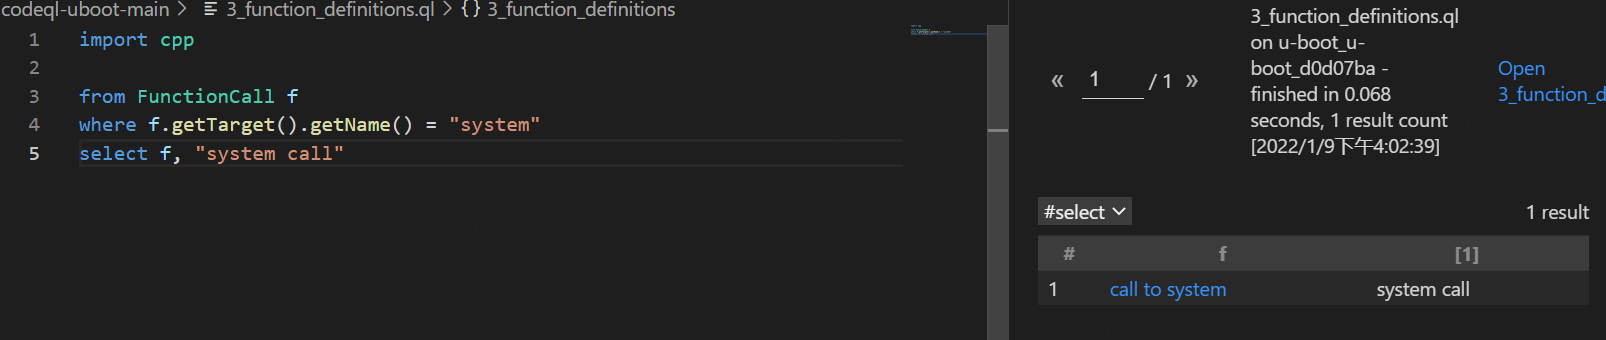 codeql-uboot-main > 3_function_definitions.ql > {} 3_function_definitions
1 import cpp
2
3 from FunctionCall f
4 where f.getTarget().getName() = "system"
5 select f, "system call"
« 1 / 1 »
3_function_definitions.ql
on u-boot_u-
boot_d0d07ba -
finished in 0.068
seconds, 1 result count
[2022/1/9下午4:02:39]
Open
3_function_d
#select
1 result
# f [1]
1 call to system system call